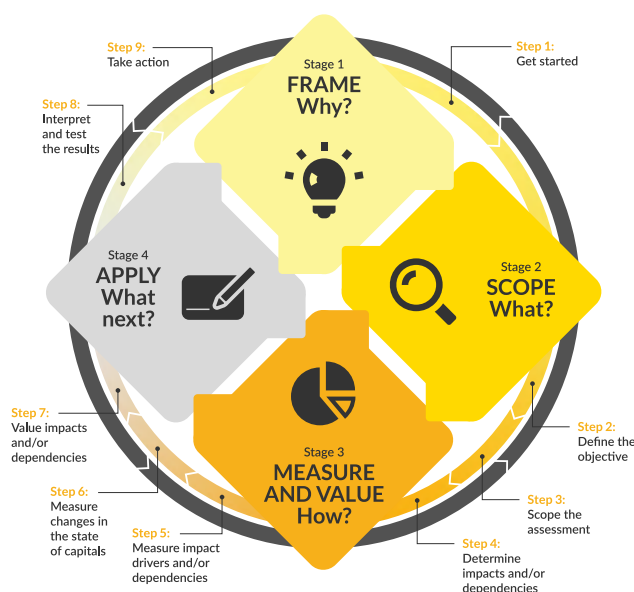 Stage 1
FRAME
Why?
Step 1:
Get started
Stage 2
SCOPE
What?
Step 2:
Define the
objective
Step 3:
Scope the
assessment
Step 4:
Determine
impacts and/or
dependencies
Stage 3
MEASURE
AND VALUE
How?
Step 5:
Measure impact
drivers and/or
dependencies
Step 6:
Measure
changes in
the state
of capitals
Step 7:
Value impacts
and/or
dependencies
Stage 4
APPLY
What
next?
Step 8:
Interpret
and test
the results
Step 9:
Take action